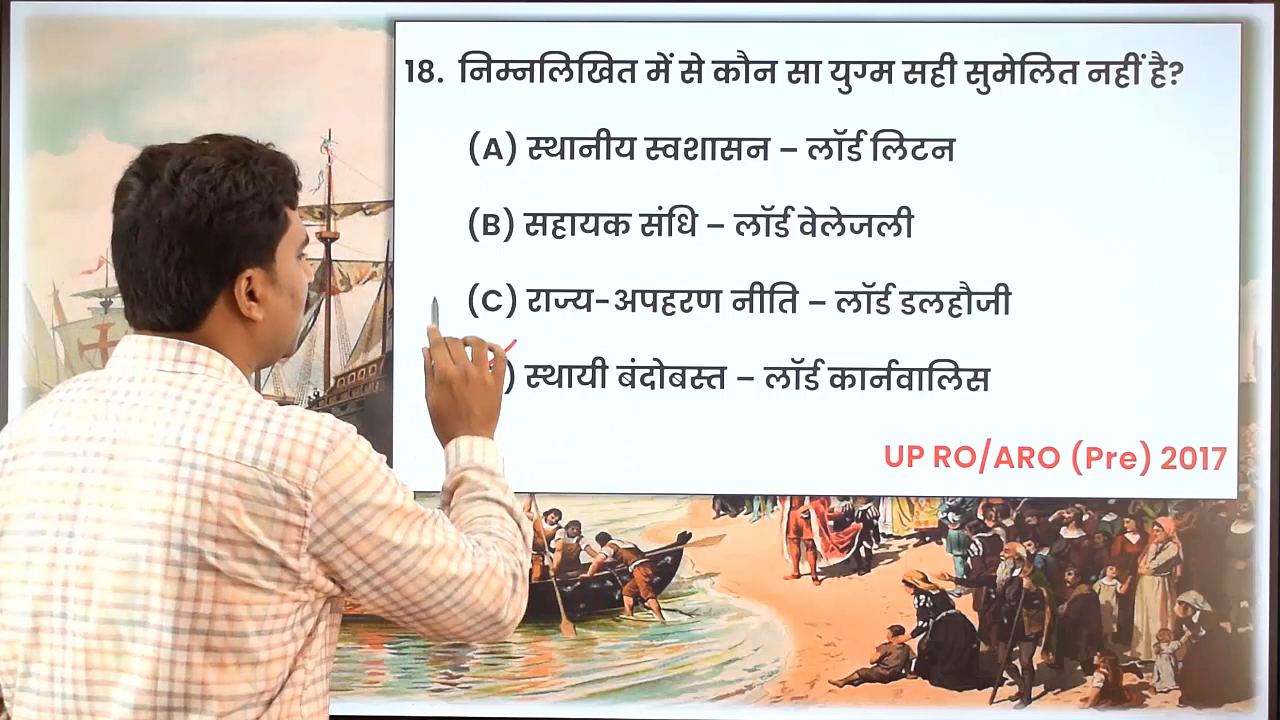 18. निम्नलिखित में से कौन सा युग्म सही सुमेलित नहीं है?
(A) स्थानीय स्वशासन – लॉर्ड लिटन
(B) सहायक संधि – लॉर्ड वेलेजली
(C) राज्य-अपहरण नीति – लॉर्ड डलहौजी
) स्थायी बंदोबस्त – लॉर्ड कार्नवालिस
UP RO/ARO (Pre) 2017